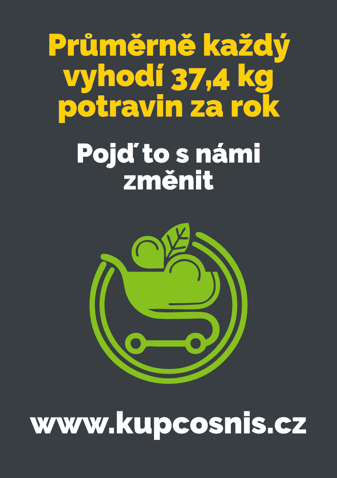 Průměrně každý
vyhodí 37,4 kg
potravin za rok
Pojď to s námi
změnit
www.kupcosnis.cz